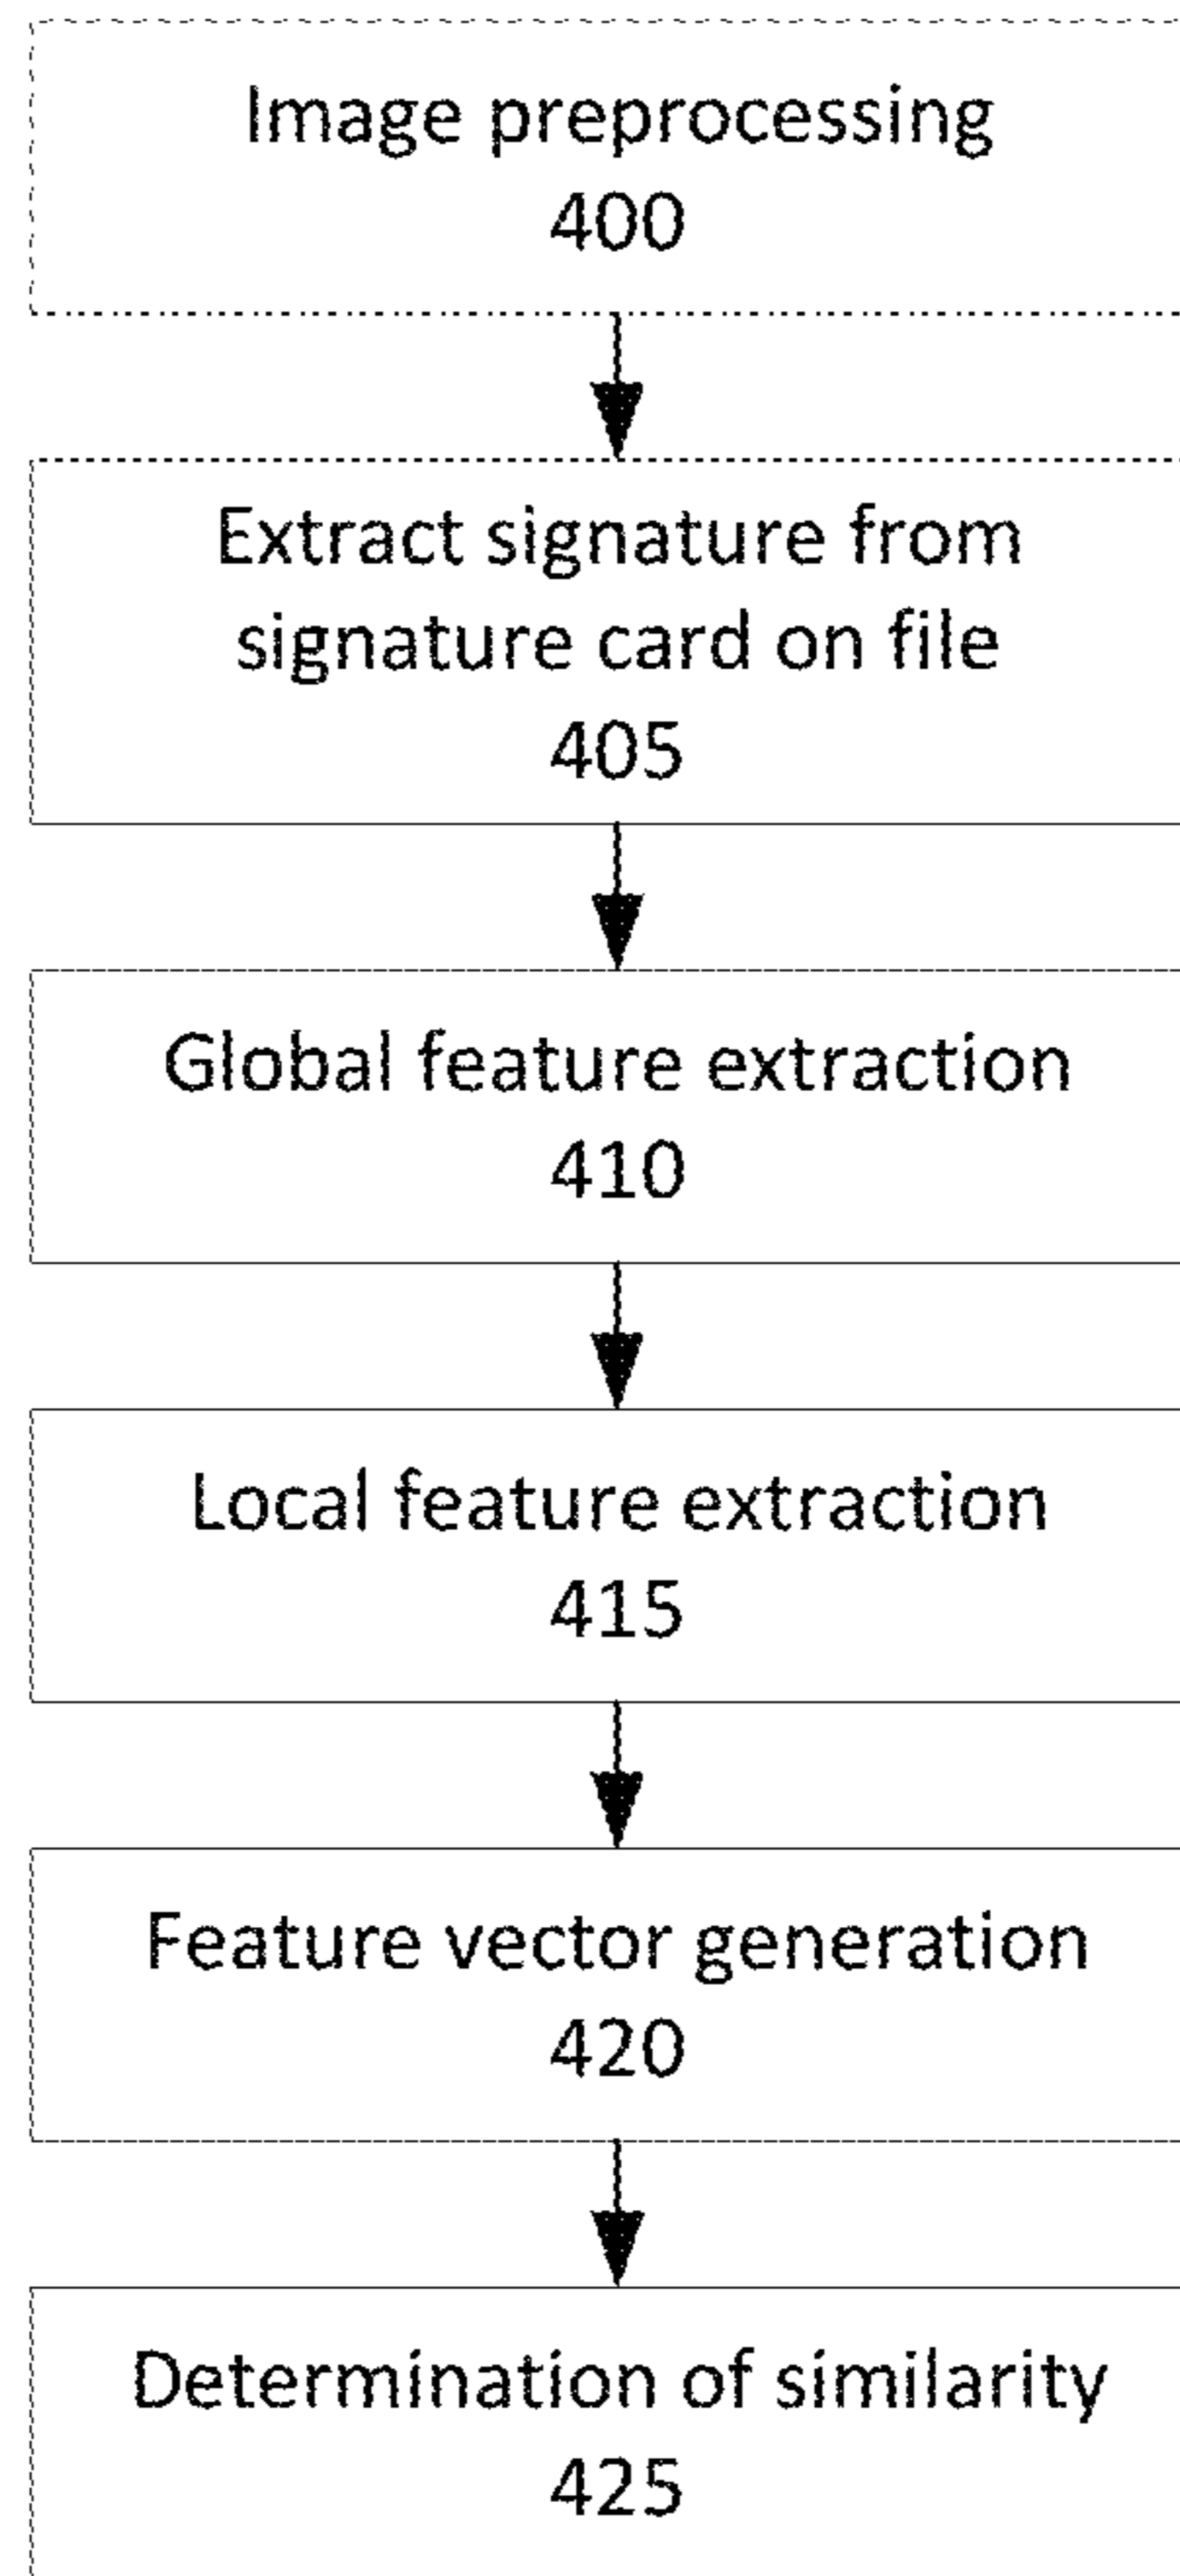 Image preprocessing
400
Extract signature from
signature card on file
405
Global feature extraction
410
Local feature extraction
415
Feature vector generation
420
Determination of similarity
425